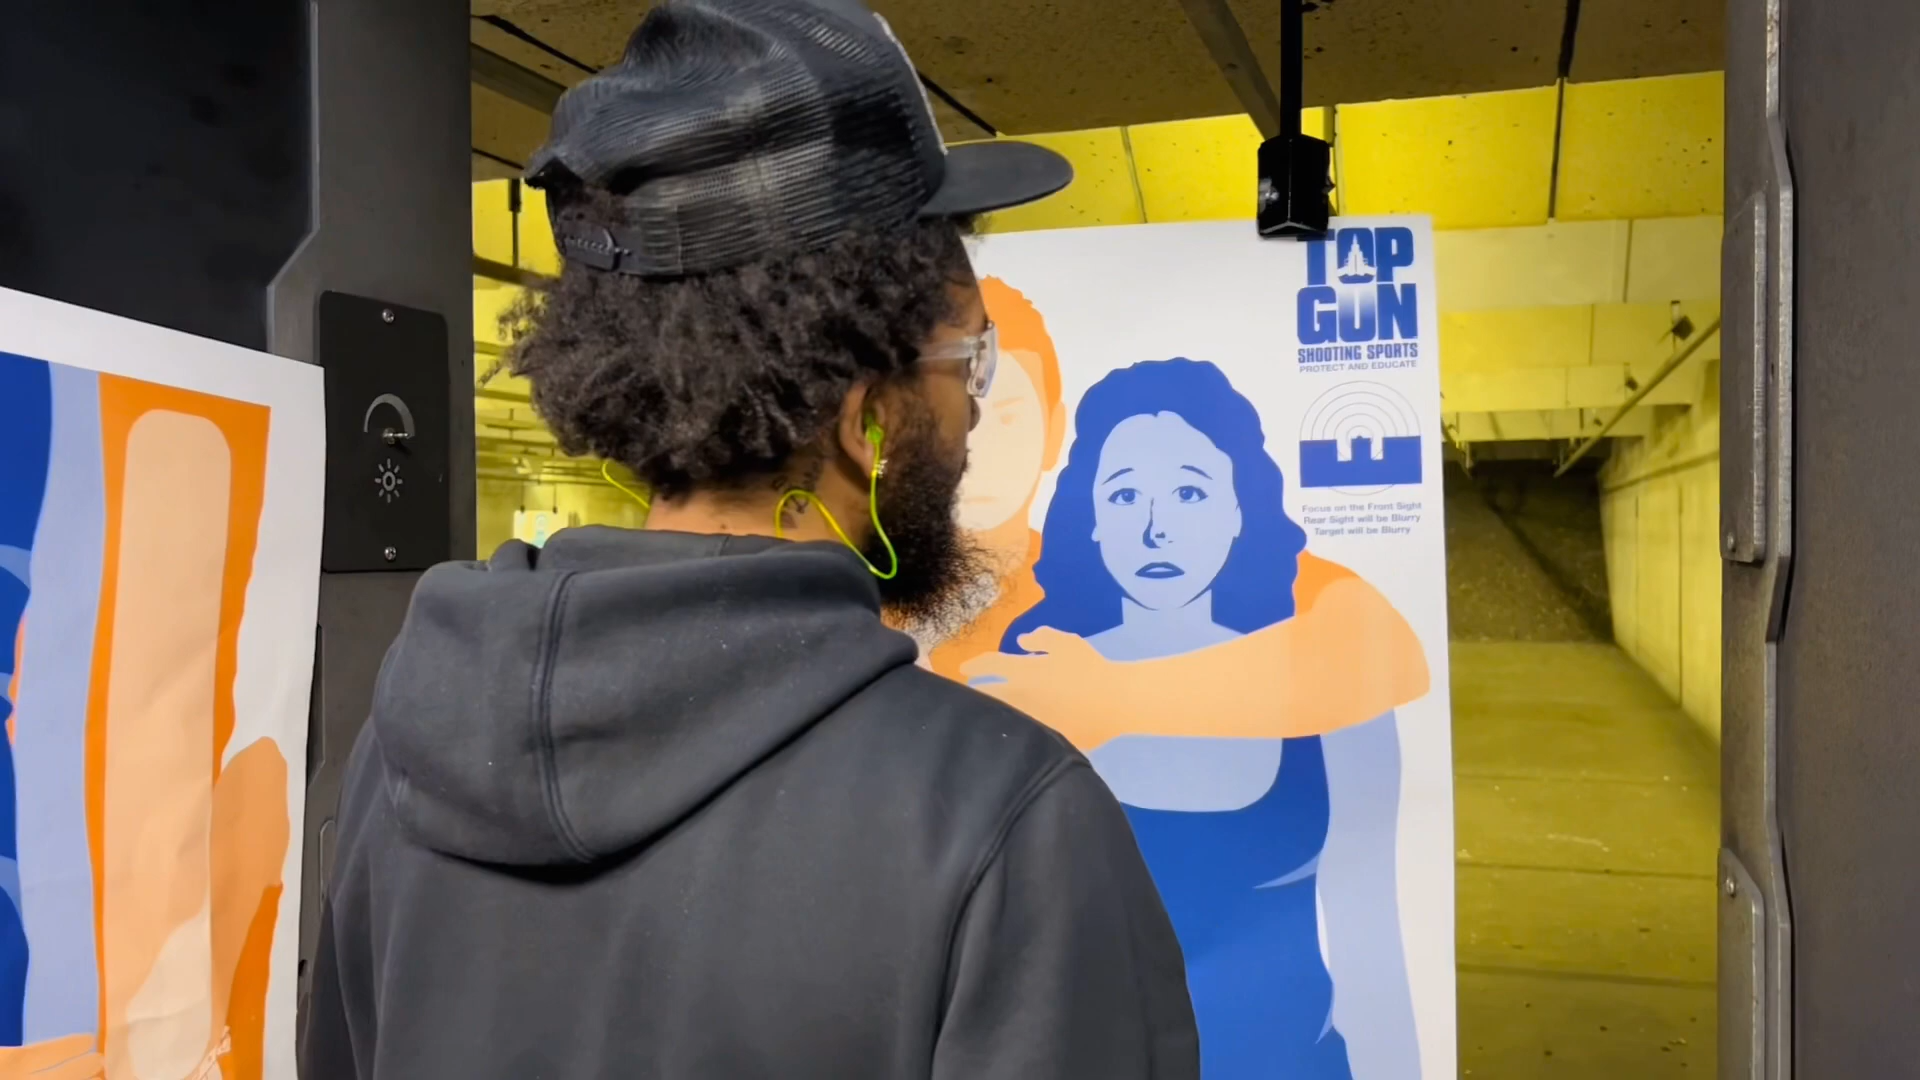 TOP
GUN
SHOOTING SPORTS
PROTECT AND EDUCATE
Focus on the Front Sight
Rear Sight will be Blurry
Target will be Blurry